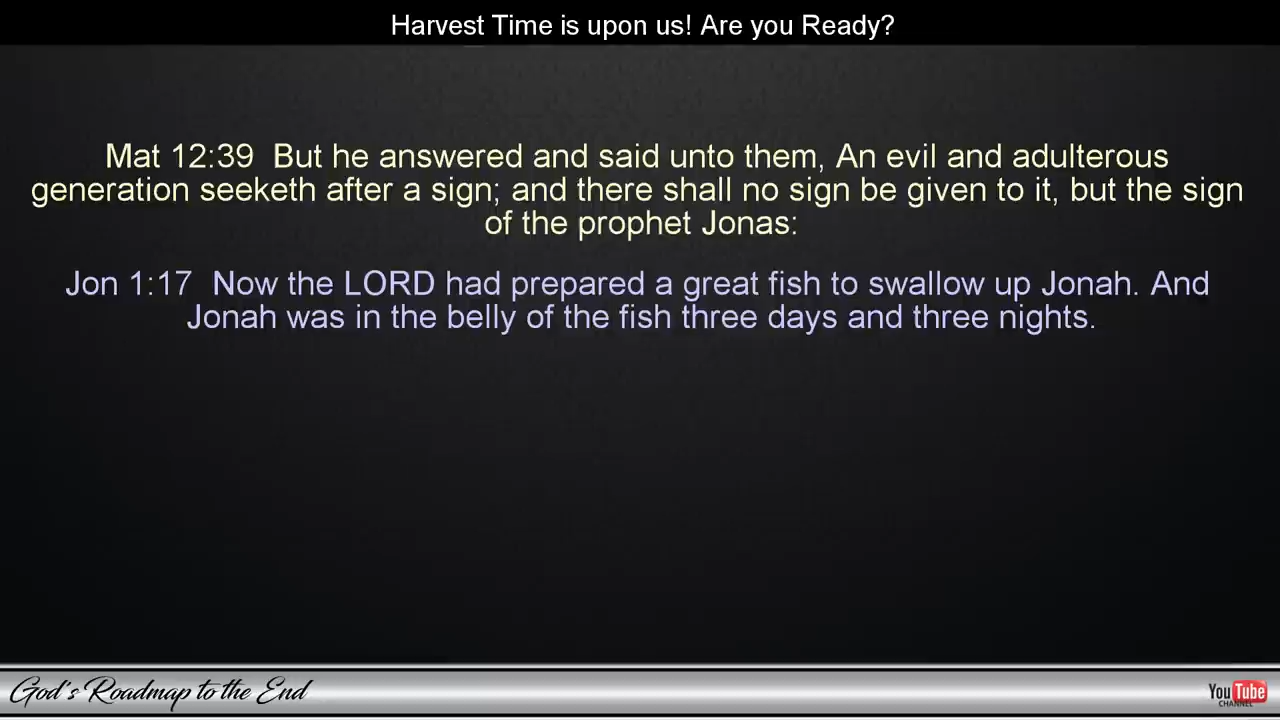 Harvest Time is upon us! Are you Ready?
Mat 12:39  But he answered and said unto them, An evil and adulterous
generation seeketh after a sign; and there shall no sign be given to it, but the sign
of the prophet Jonas:
Jon 1:17  Now the LORD had prepared a great fish to swallow up Jonah. And
Jonah was in the belly of the fish three days and three nights.
God's Roadmap to the End
YouTube
CHANNEL